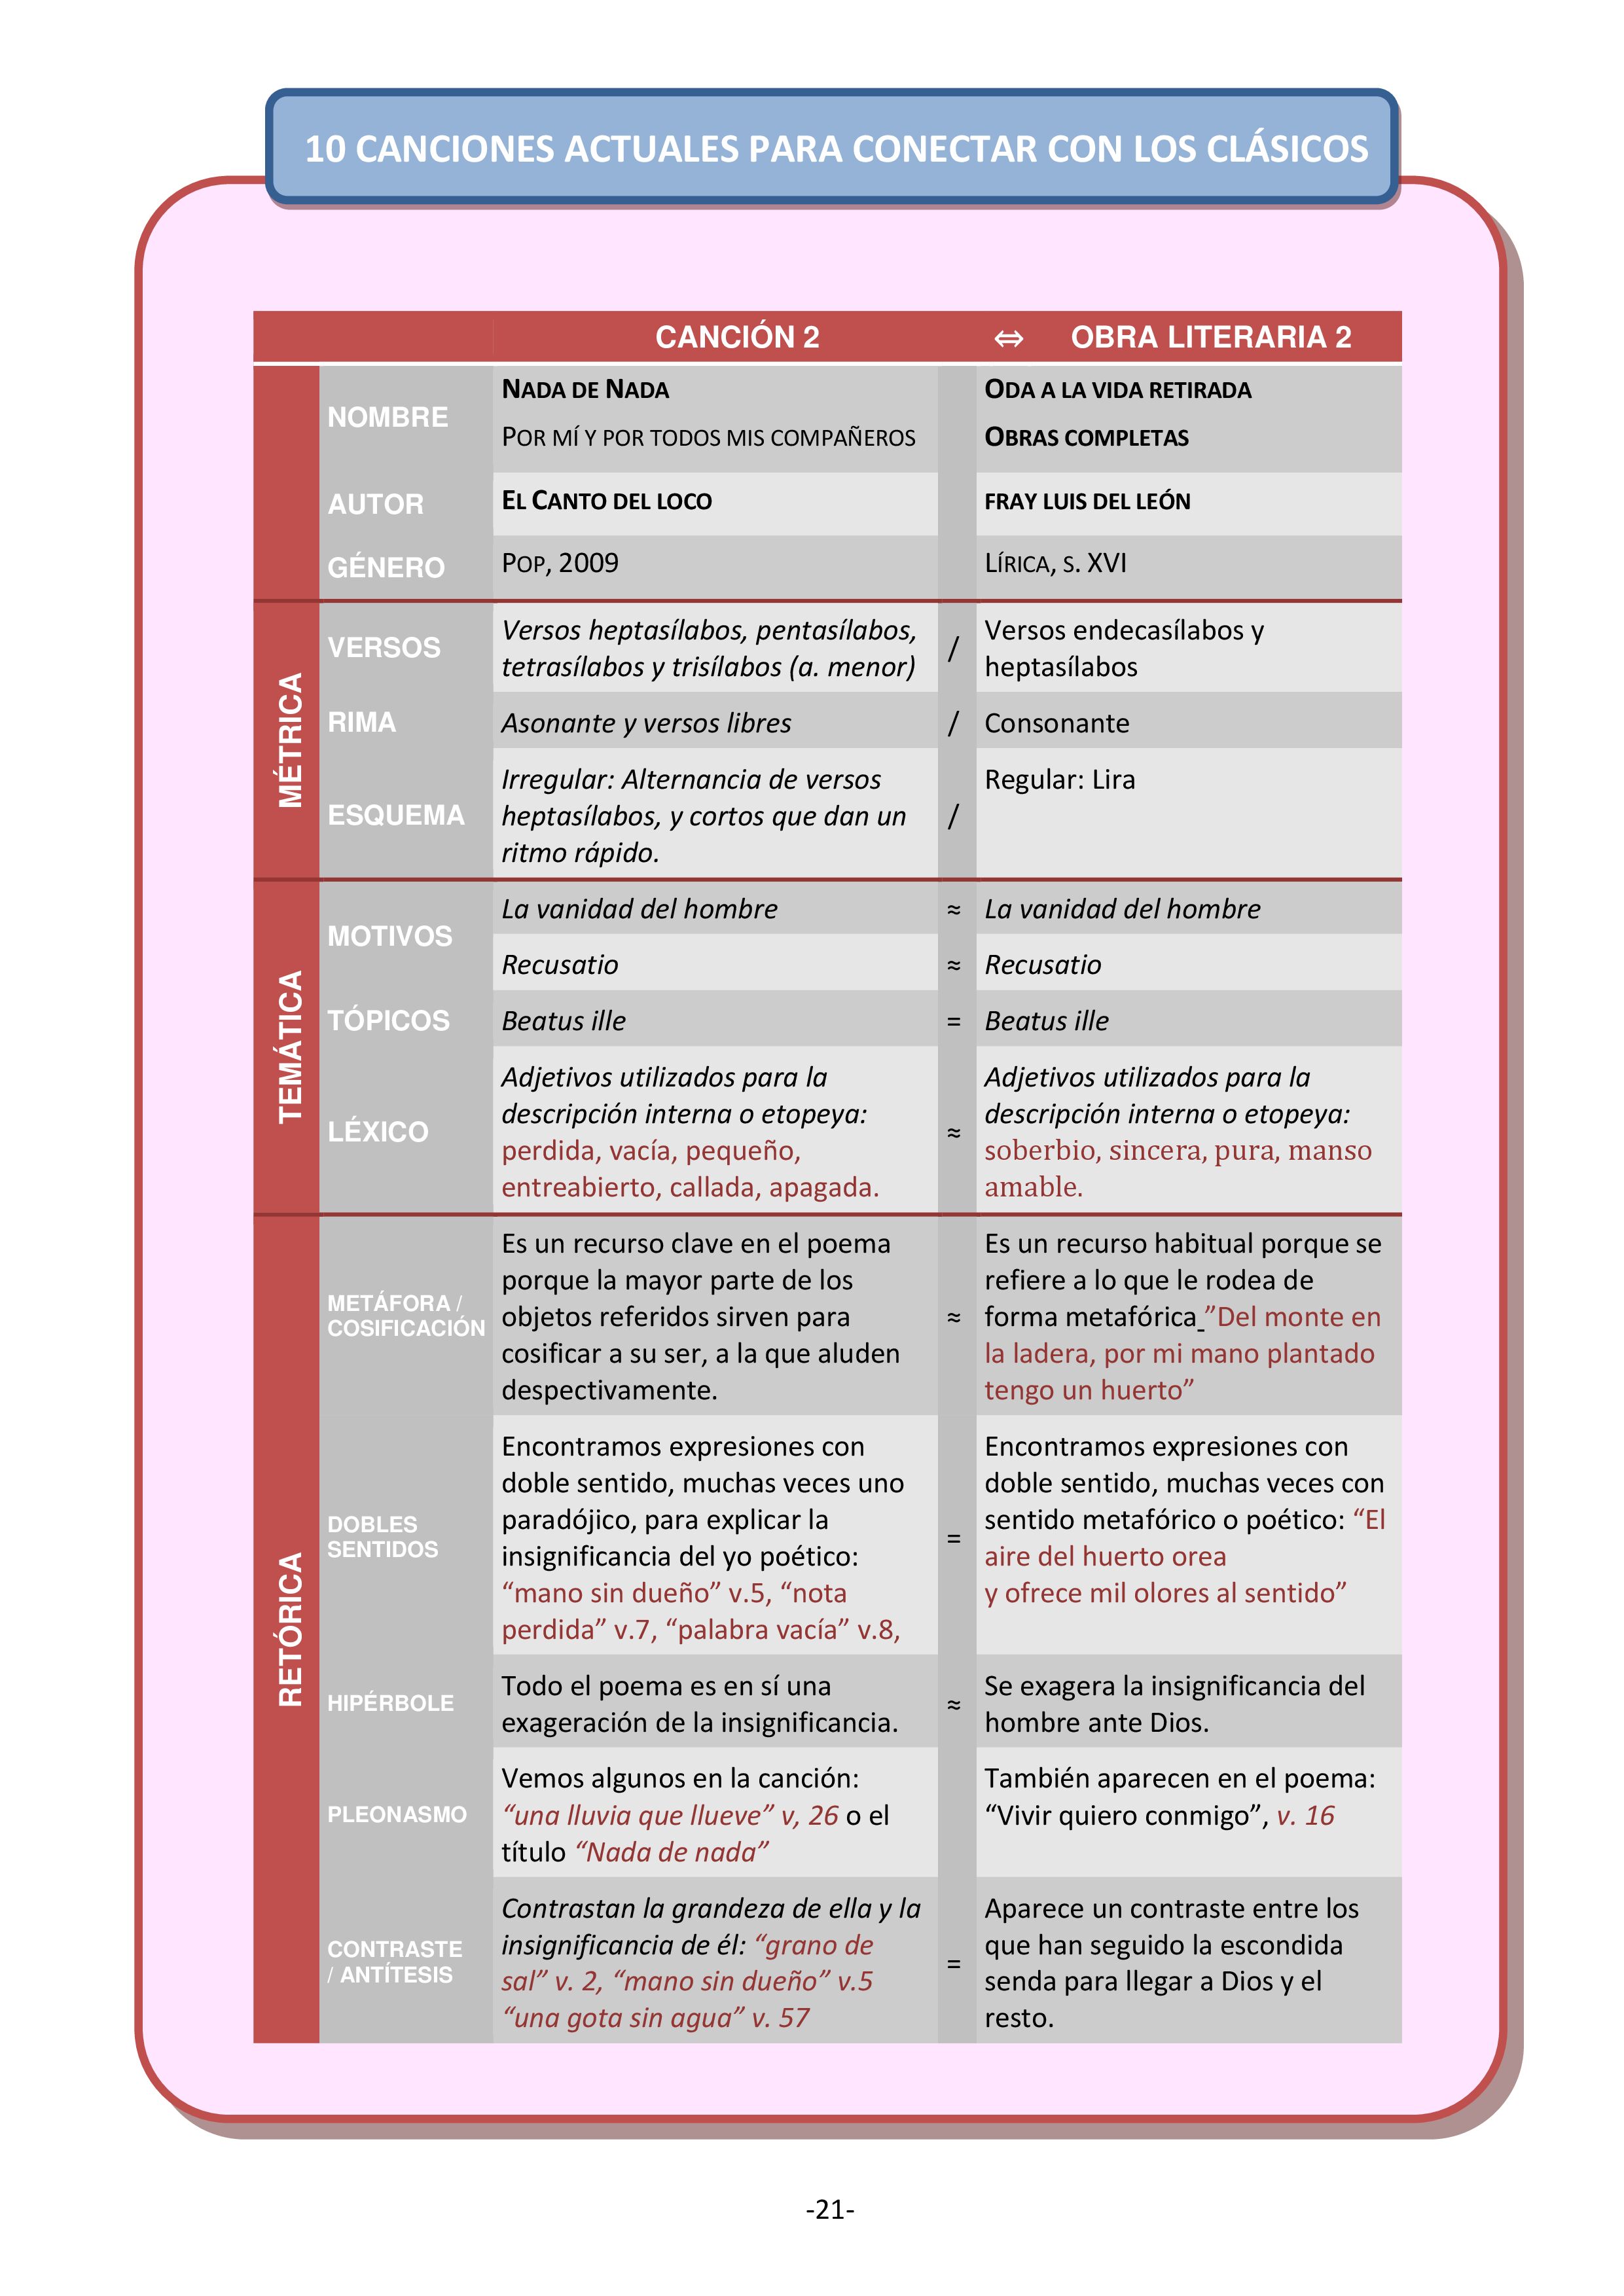 10 CANCIONES ACTUALES PARA CONECTAR CON LOS CLÁSICOS
CANCIÓN 2 ⇔ OBRA LITERARIA 2
NOMBRE
NADA DE NADA
POR MÍ Y POR TODOS MIS COMPAÑEROS
ODA A LA VIDA RETIRADA
OBRAS COMPLETAS
AUTOR
EL CANTO DEL LOCO
FRAY LUIS DEL LEÓN
GÉNERO
POP, 2009
LÍRICA, S. XVI
MÉTRICA
VERSOS
Versos heptasílabos, pentasílabos,
tetrasílabos y trisílabos (a. menor)
/
Versos endecasílabos y
heptasílabos
RIMA
Asonante y versos libres
/
Consonante
ESQUEMA
Irregular: Alternancia de versos
heptasílabos, y cortos que dan un
ritmo rápido.
/
Regular: Lira
TEMÁTICA
MOTIVOS
La vanidad del hombre
≈
La vanidad del hombre
Recusatio
≈
Recusatio
TÓPICOS
Beatus ille
=
Beatus ille
LÉXICO
Adjetivos utilizados para la
descripción interna o etopeya:
perdida, vacía, pequeño,
entreabierto, callada, apagada.
≈
Adjetivos utilizados para la
descripción interna o etopeya:
soberbio, sincera, pura, manso
amable.
RETÓRICA
METÁFORA /
COSIFICACIÓN
Es un recurso clave en el poema
porque la mayor parte de los
objetos referidos sirven para
cosificar a su ser, a la que aluden
despectivamente.
≈
Es un recurso habitual porque se
refiere a lo que le rodea de
forma metafórica ”Del monte en
la ladera, por mi mano plantado
tengo un huerto”
DOBLES
SENTIDOS
Encontramos expresiones con
doble sentido, muchas veces uno
paradójico, para explicar la
insignificancia del yo poético:
“mano sin dueño” v.5, “nota
perdida” v.7, “palabra vacía” v.8,
=
Encontramos expresiones con
doble sentido, muchas veces con
sentido metafórico o poético: “El
aire del huerto orea
y ofrece mil olores al sentido”
HIPÉRBOLE
Todo el poema es en sí una
exageración de la insignificancia.
≈
Se exagera la insignificancia del
hombre ante Dios.
PLEONASMO
Vemos algunos en la canción:
“una lluvia que llueve” v, 26 o el
título “Nada de nada”
También aparecen en el poema:
“Vivir quiero conmigo”, v. 16
CONTRASTE
/ ANTÍTESIS
Contrastan la grandeza de ella y la
insignificancia de él: “grano de
sal” v. 2, “mano sin dueño” v.5
“una gota sin agua” v. 57
=
Aparece un contraste entre los
que han seguido la escondida
senda para llegar a Dios y el
resto.
-21-